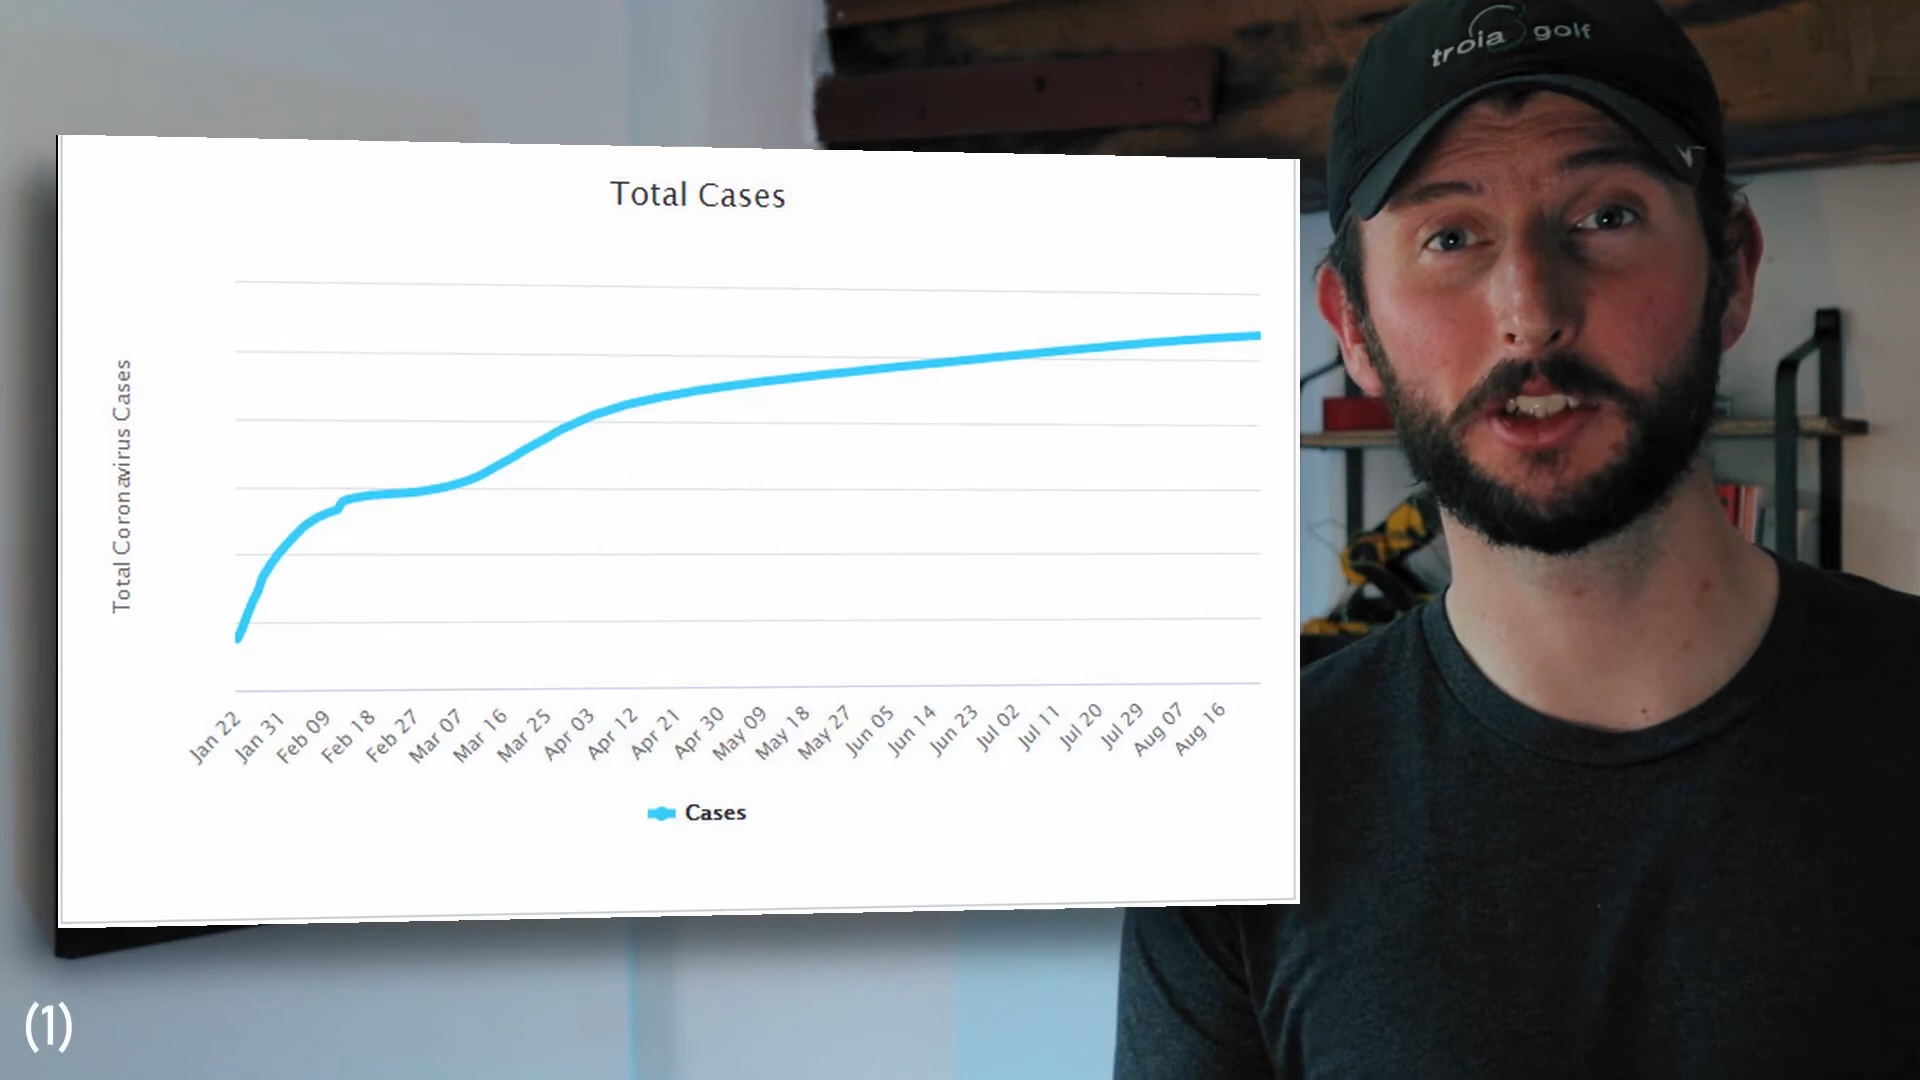 troia golf
Total Cases
Total Coronavirus Cases
Jan 22
Jan 31
Feb 09
Feb 18
Feb 27
Mar 07
Mar 16
Mar 25
Apr 03
Apr 12
Apr 21
Apr 30
May 09
May 18
May 27
Jun 05
Jun 14
Jun 23
Jul 02
Jul 11
Jul 20
Jul 29
Aug 07
Aug 16
Cases
(1)